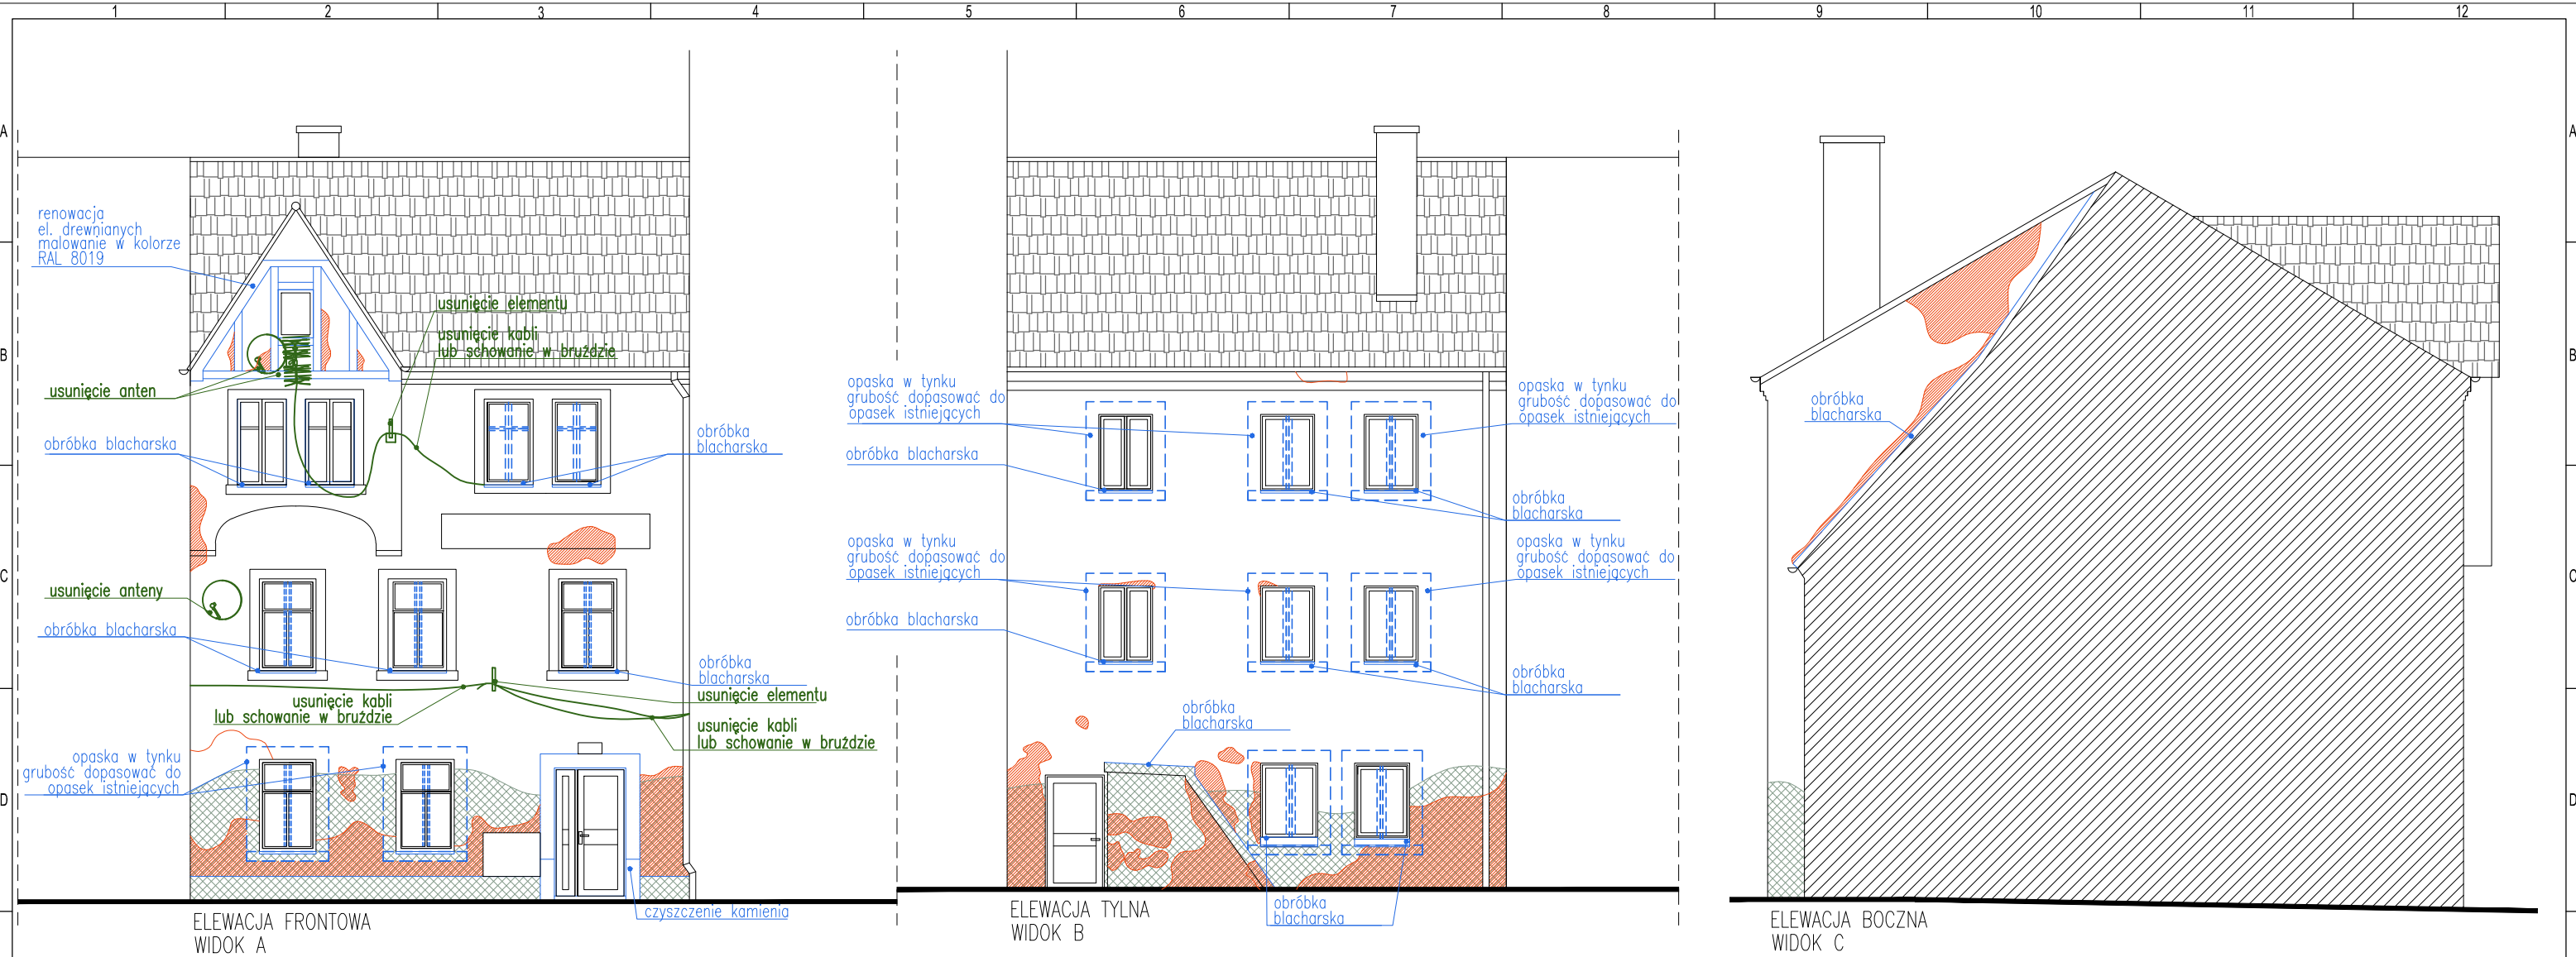 1 2 3 4 5 6 7 8 9 10 11 12
A A
B B
C C
D D
renowacja
el. drewnianych
malowanie w kolorze
RAL 8019
usunięcie anten
obróbka blacharska
usunięcie anteny
obróbka blacharska
opaska w tynku
grubość dopasować do
opasek istniejących
usunięcie elementu
usunięcie kabli
lub schowanie w bruździe
obróbka
blacharska
usunięcie kabli
lub schowanie w bruździe
obróbka
blacharska
usunięcie elementu
usunięcie kabli
lub schowanie w bruździe
czyszczenie kamienia
ELEWACJA FRONTOWA
WIDOK A
opaska w tynku
grubość dopasować do
opasek istniejących
obróbka blacharska
opaska w tynku
grubość dopasować do
opasek istniejących
obróbka blacharska
opaska w tynku
grubość dopasować do
opasek istniejących
obróbka
blacharska
opaska w tynku
grubość dopasować do
opasek istniejących
obróbka
blacharska
obróbka
blacharska
obróbka
blacharska
ELEWACJA TYLNA
WIDOK B
obróbka
blacharska
ELEWACJA BOCZNA
WIDOK C